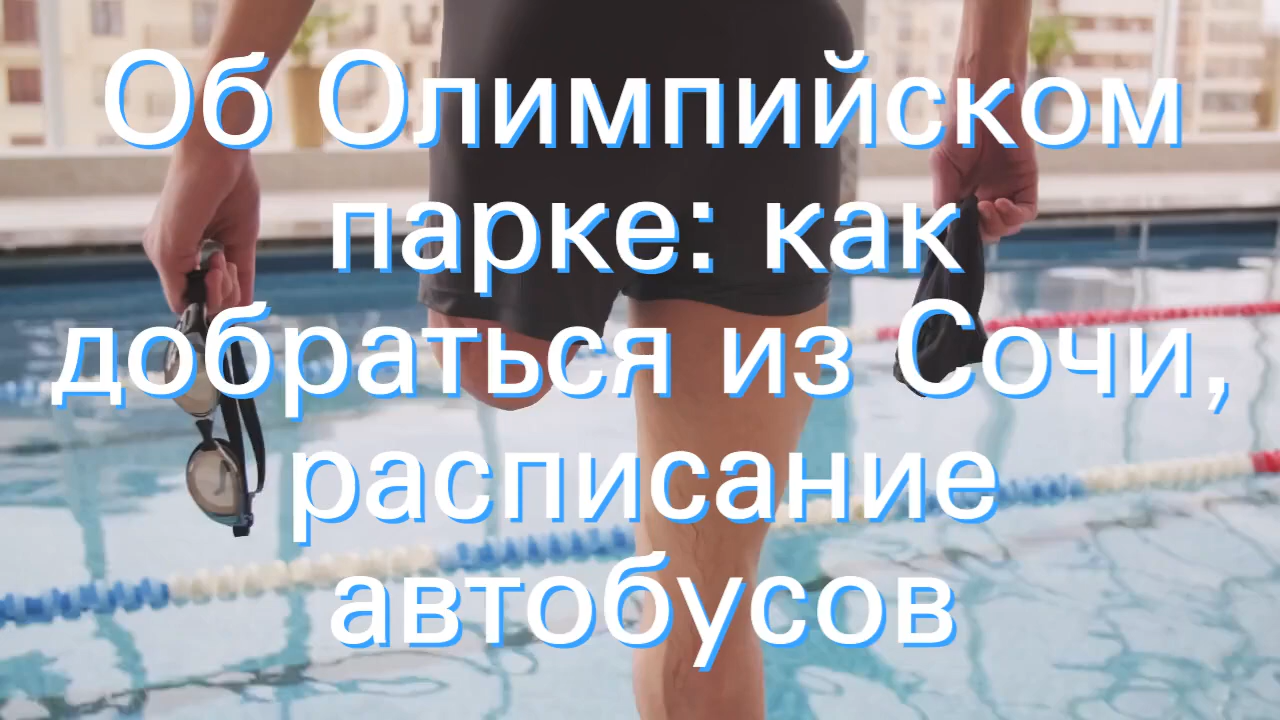 Об Олимпийском
парке: как
добраться из Сочи,
расписание
автобусов